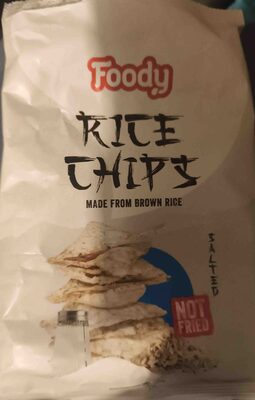 Foody
RICE
CHIPS
MADE FROM BROWN RICE
SALTED
NOT
FRIED